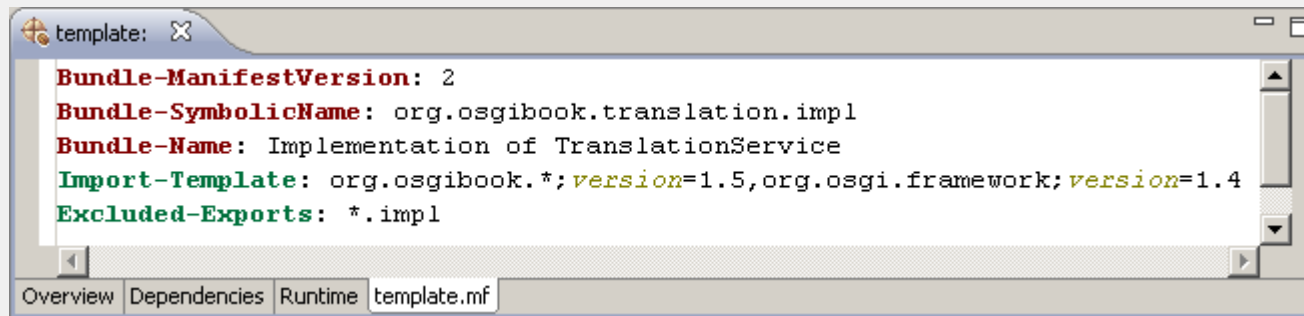 template:
Bundle-ManifestVersion: 2
Bundle-SymbolicName: org.osgibook.translation.impl
Bundle-Name: Implementation of TranslationService
Import-Template: org.osgibook.*;version=1.5,org.osgi.framework;version=1.4
Excluded-Exports: *.impl
Overview Dependencies Runtime template.mf